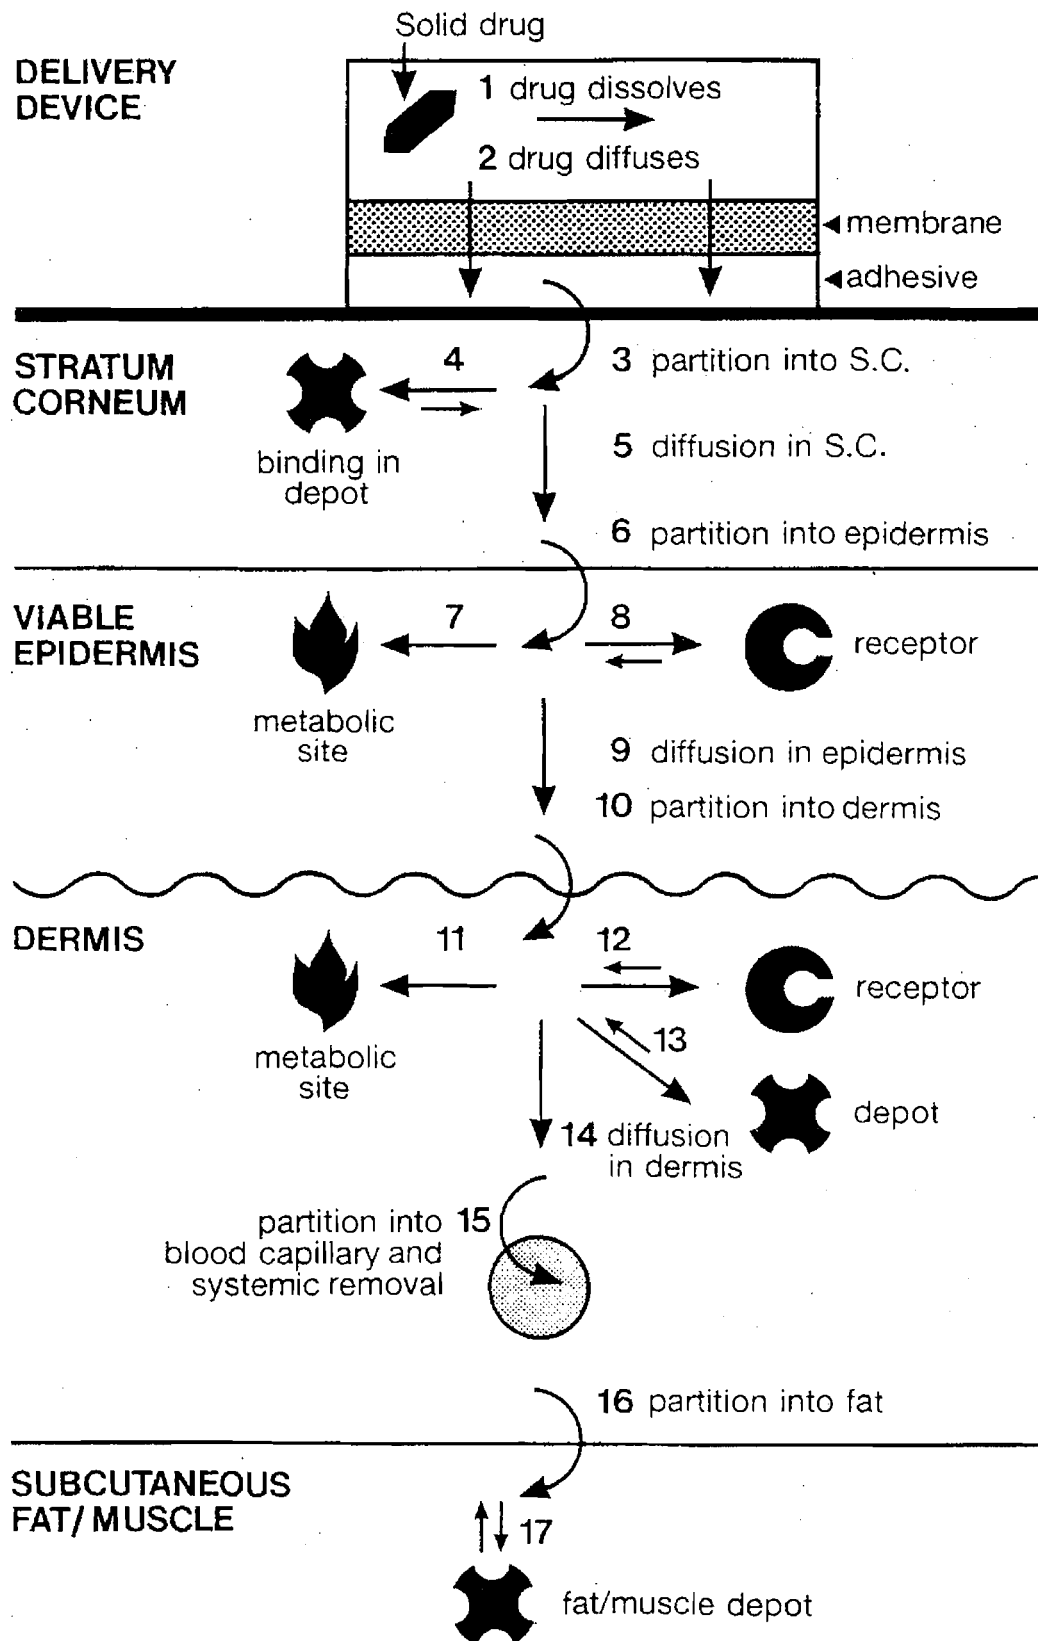 Solid drug
DELIVERY
DEVICE
1 drug dissolves
2 drug diffuses
membrane
adhesive
STRATUM
CORNEUM
4
3 partition into S.C.
binding in
depot
5 diffusion in S.C.
6 partition into epidermis
VIABLE
EPIDERMIS
7
8
receptor
metabolic
site
9 diffusion in epidermis
10 partition into dermis
DERMIS
11
12
receptor
metabolic
site
13
depot
14 diffusion
in dermis
partition into 15
blood capillary and
systemic removal
16 partition into fat
SUBCUTANEOUS
FAT/MUSCLE
17
fat/muscle depot